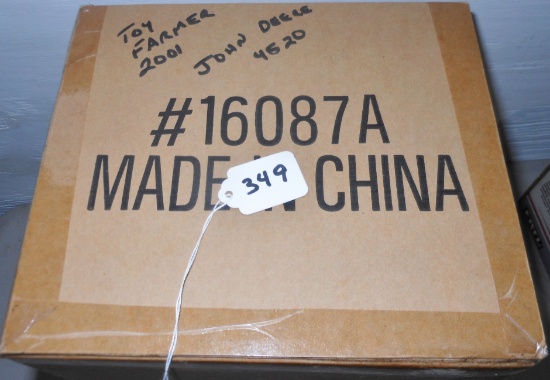 TOY
FARMER
2001
JOHN DEERE
4520
#16087A
MADE IN CHINA
349